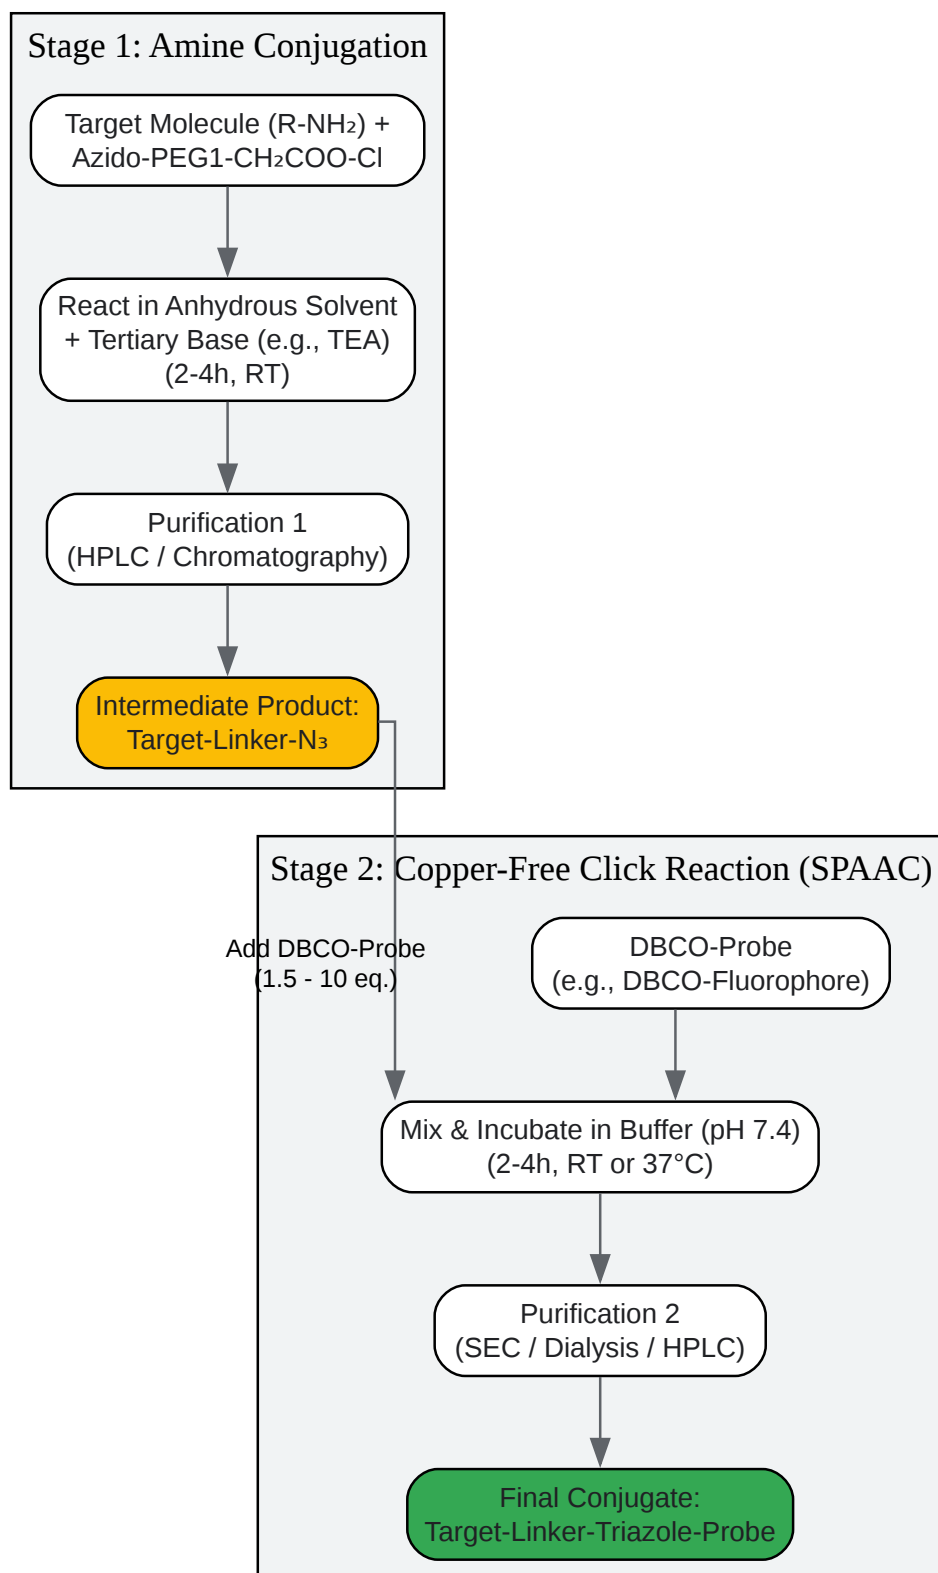 Stage 1: Amine Conjugation
Target Molecule (R-NH₂) +
Azido-PEG1-CH₂COO-Cl
React in Anhydrous Solvent
+ Tertiary Base (e.g., TEA)
(2-4h, RT)
Purification 1
(HPLC / Chromatography)
Intermediate Product:
Target-Linker-N₃
Stage 2: Copper-Free Click Reaction (SPAAC)
Add DBCO-Probe
(1.5 - 10 eq.)
DBCO-Probe
(e.g., DBCO-Fluorophore)
Mix & Incubate in Buffer (pH 7.4)
(2-4h, RT or 37°C)
Purification 2
(SEC / Dialysis / HPLC)
Final Conjugate:
Target-Linker-Triazole-Probe